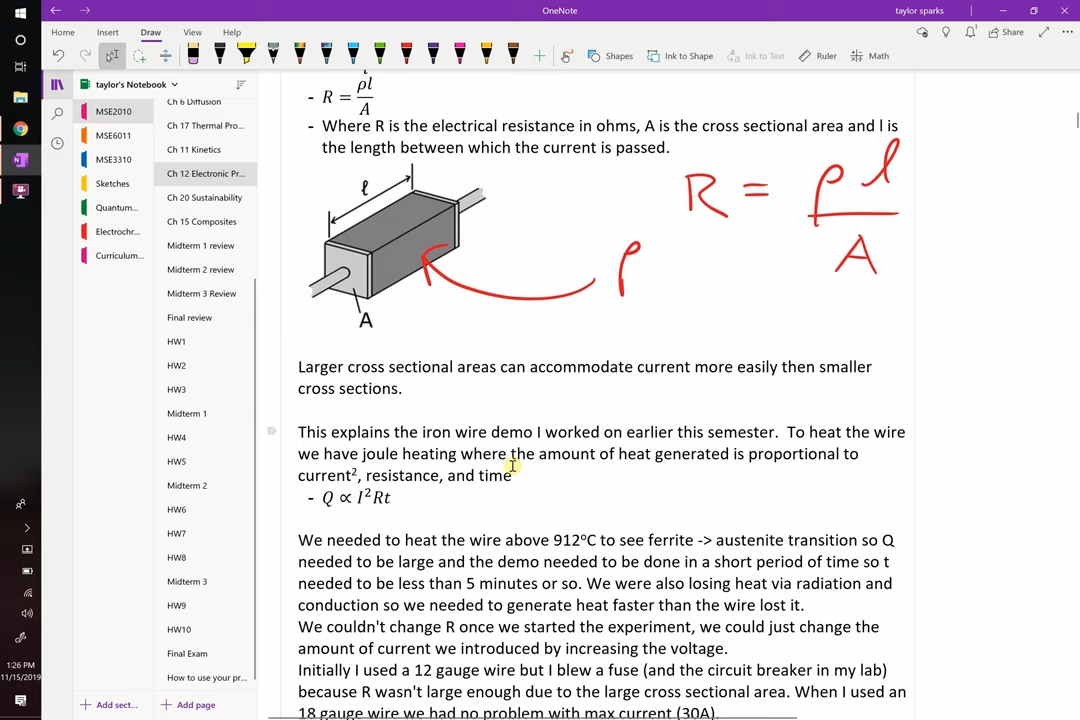 OneNote
taylor sparks
Home
Insert
Draw
View
Help
Share
Shapes
Ink to Shape
Ink to Text
Ruler
Math
taylor's Notebook
MSE2010
MSE6011
MSE3310
Sketches
Quantum...
Electrochr...
Curriculum...
Ch 6 Diffusion
Ch 17 Thermal Pro...
Ch 11 Kinetics
Ch 12 Electronic Pr...
Ch 20 Sustainability
Ch 15 Composites
Midterm 1 review
Midterm 2 review
Midterm 3 Review
Final review
HW1
HW2
HW3
Midterm 1
HW4
HW5
Midterm 2
HW6
HW7
HW8
Midterm 3
HW9
HW10
Final Exam
How to use your pr...
+ Add sect...
+ Add page
1:26 PM
11/15/2019
- R = ρl/A
- Where R is the electrical resistance in ohms, A is the cross sectional area and l is
the length between which the current is passed.
ℓ
A
R = ρ l
A
ρ
Larger cross sectional areas can accommodate current more easily then smaller
cross sections.
This explains the iron wire demo I worked on earlier this semester. To heat the wire
we have joule heating where the amount of heat generated is proportional to
current², resistance, and time
- Q ∝ I²Rt
We needed to heat the wire above 912°C to see ferrite -> austenite transition so Q
needed to be large and the demo needed to be done in a short period of time so t
needed to be less than 5 minutes or so. We were also losing heat via radiation and
conduction so we needed to generate heat faster than the wire lost it.
We couldn't change R once we started the experiment, we could just change the
amount of current we introduced by increasing the voltage.
Initially I used a 12 gauge wire but I blew a fuse (and the circuit breaker in my lab)
because R wasn't large enough due to the large cross sectional area. When I used an
18 gauge wire we had no problem with max current (30A).